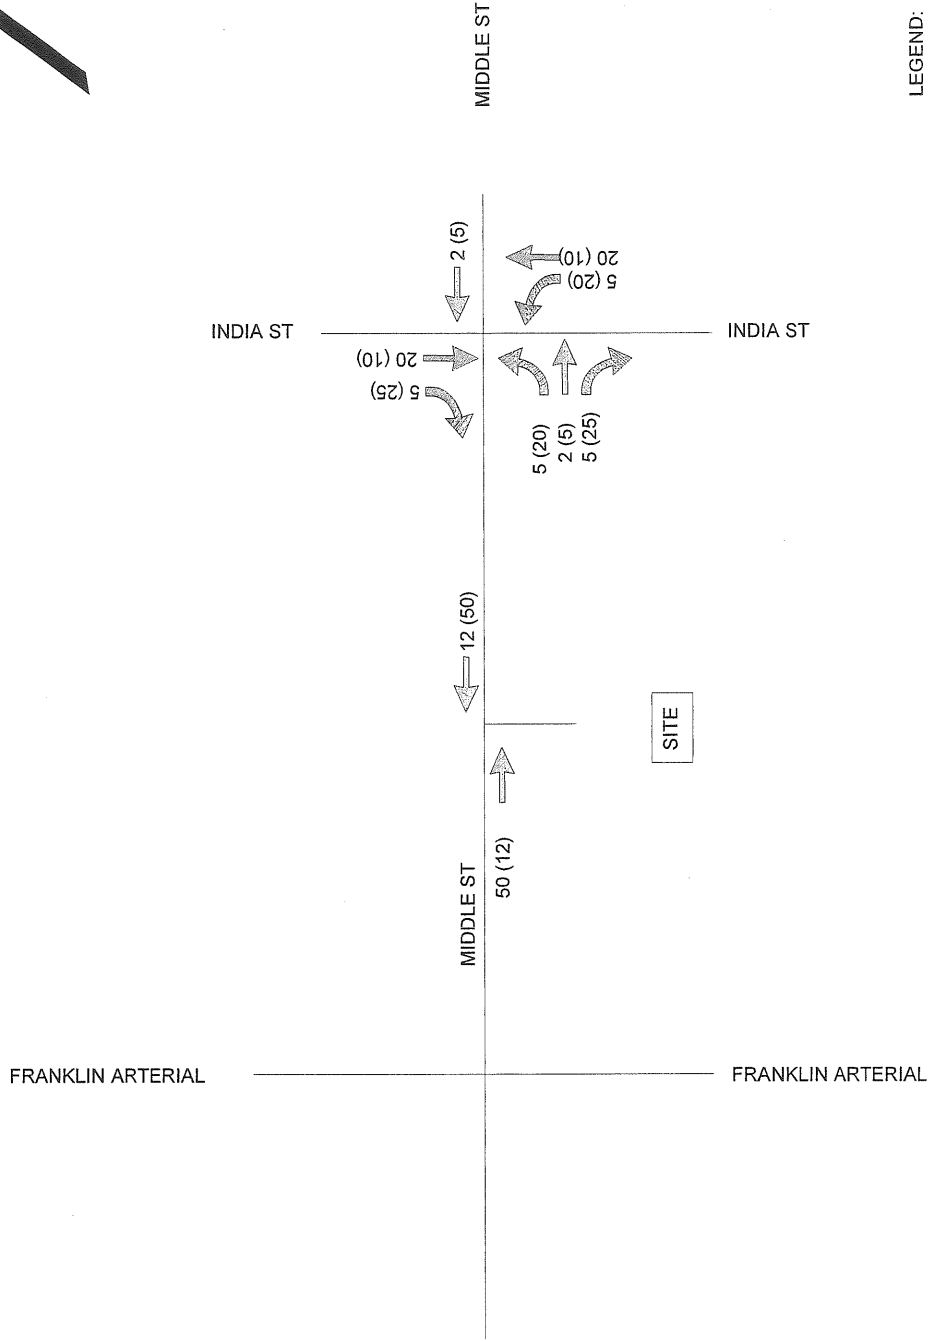 MIDDLE ST
LEGEND:
2 (5)
20 (10)
5 (20)
INDIA ST
INDIA ST
20 (10)
5 (25)
5 (20)
2 (5)
5 (25)
12 (50)
SITE
50 (12)
MIDDLE ST
FRANKLIN ARTERIAL
FRANKLIN ARTERIAL